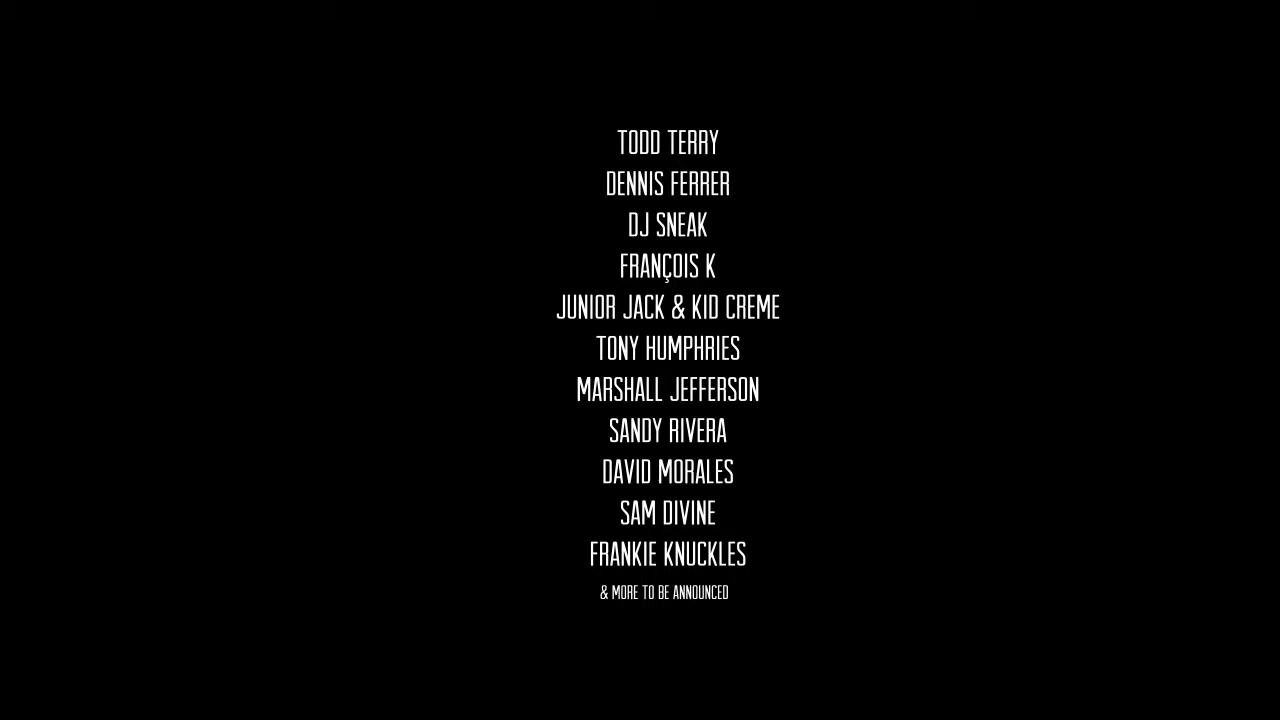 TODD TERRY
DENNIS FERRER
DJ SNEAK
FRANÇOIS K
JUNIOR JACK & KID CREME
TONY HUMPHRIES
MARSHALL JEFFERSON
SANDY RIVERA
DAVID MORALES
SAM DIVINE
FRANKIE KNUCKLES
& MORE TO BE ANNOUNCED